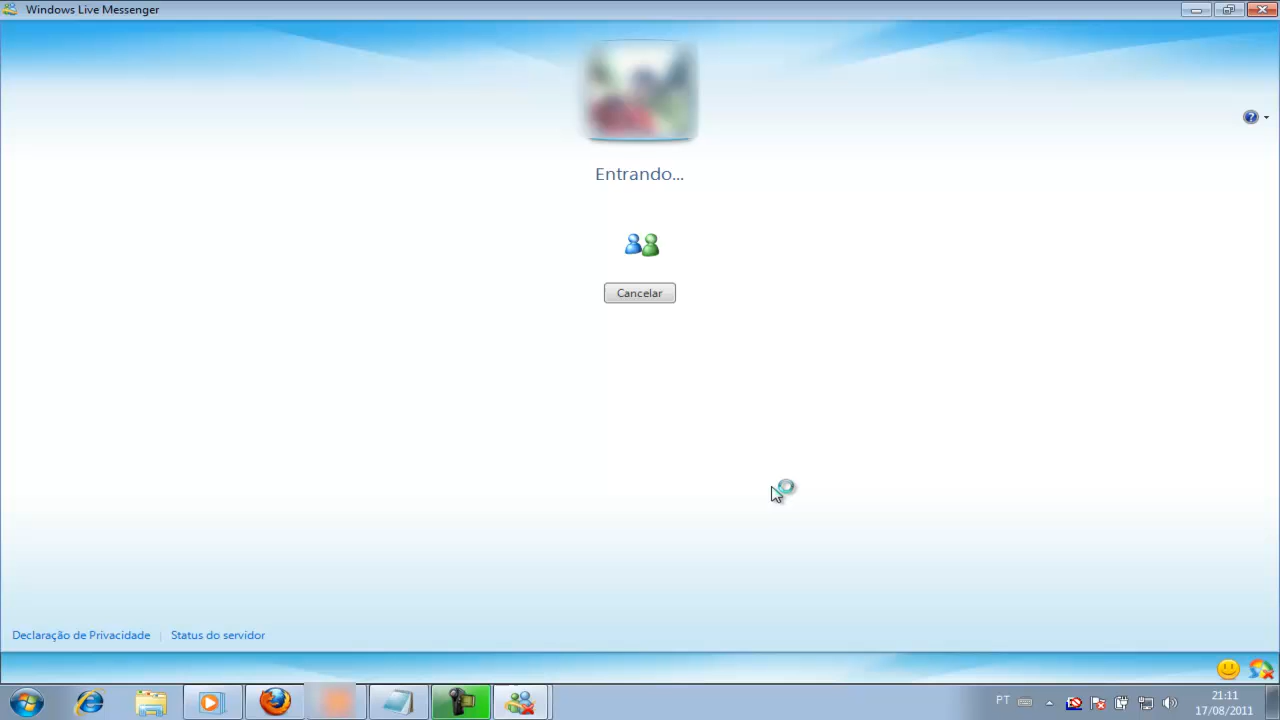 Windows Live Messenger
Entrando...
Cancelar
Declaração de Privacidade
Status do servidor
PT
21:11
17/08/2011